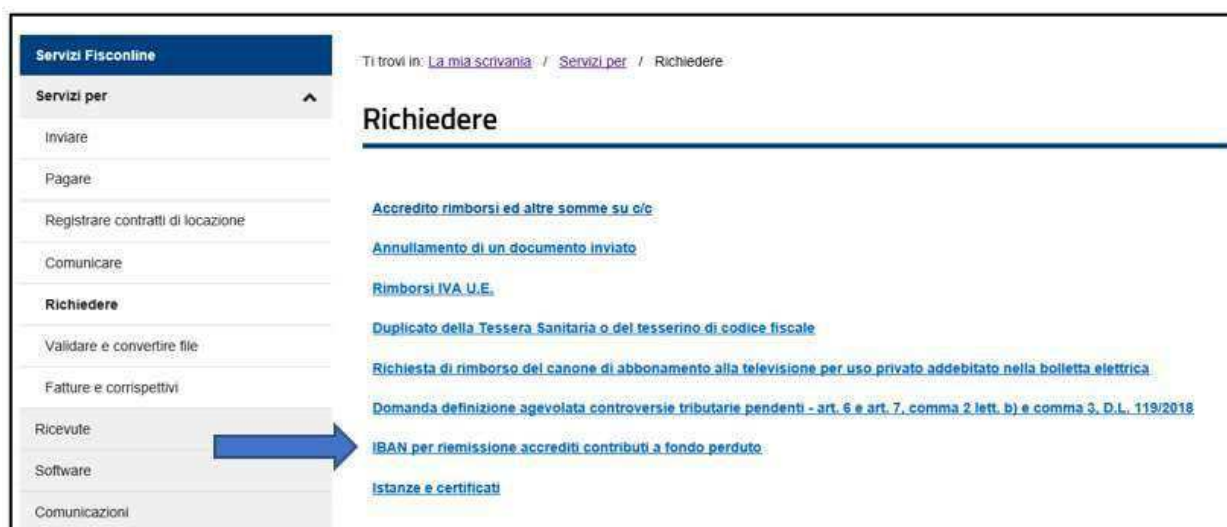 Servizi Fisconline
Servizi per
Inviare
Pagare
Registrare contratti di locazione
Comunicare
Richiedere
Validare e convertire file
Fatture e corrispettivi
Ricevute
Software
Comunicazioni
Ti trovi in: La mia scrivania / Servizi per / Richiedere
Richiedere
Accredito rimborsi ed altre somme su c/c
Annullamento di un documento inviato
Rimborsi IVA U.E.
Duplicato della Tessera Sanitaria o del tesserino di codice fiscale
Richiesta di rimborso del canone di abbonamento alla televisione per uso privato addebitato nella bolletta elettrica
Domanda definizione agevolata controversie tributarie pendenti - art. 6 e art. 7, comma 2 lett. b) e comma 3, D.L. 119/2018
IBAN per riemissione accrediti contributi a fondo perduto
Istanze e certificati